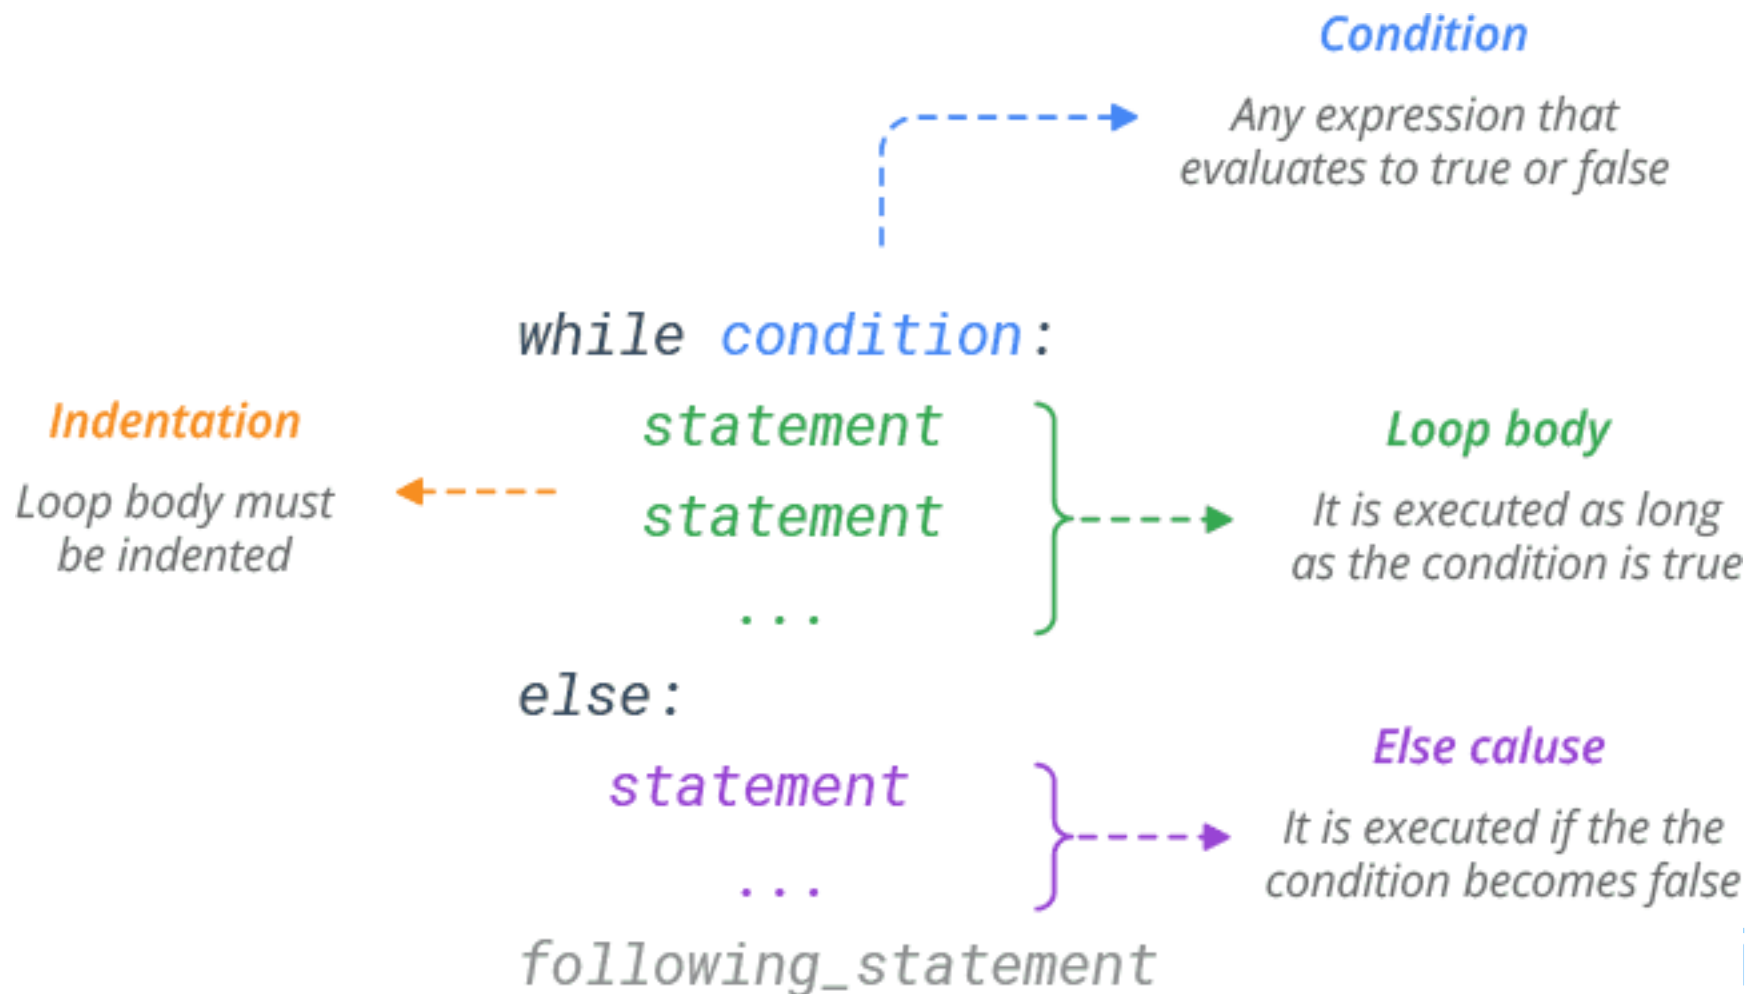 Condition
Any expression that
evaluates to true or false
while condition:
Indentation
Loop body must
be indented
statement
statement
...
Loop body
It is executed as long
as the condition is true
else:
statement
...
Else caluse
It is executed if the the
condition becomes false
following_statement